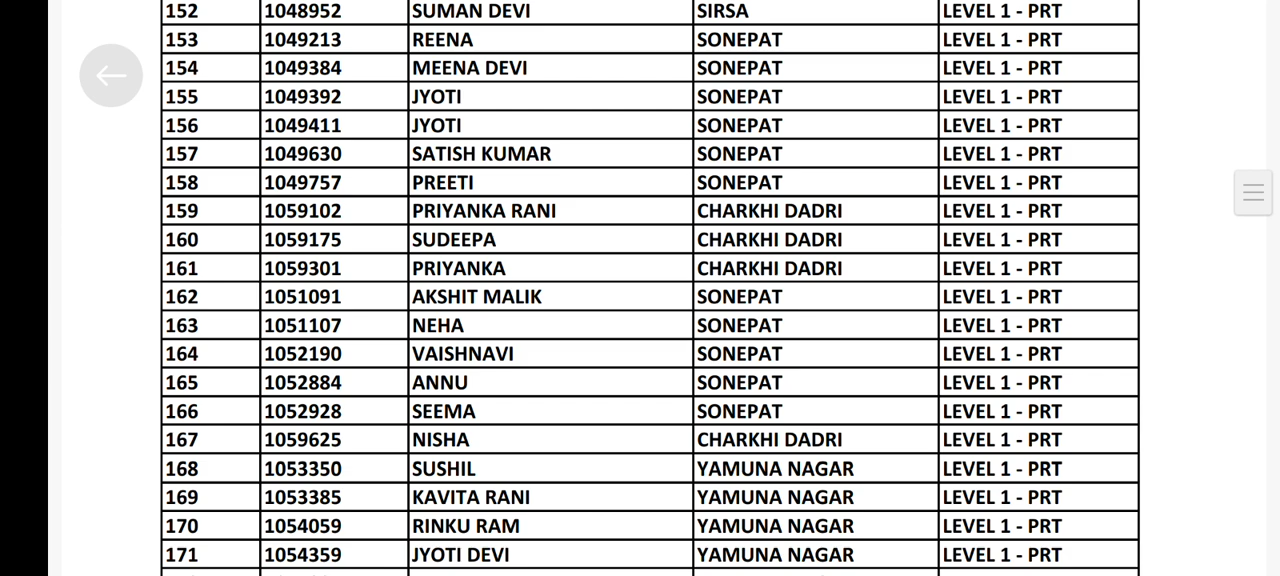 152 1048952 SUMAN DEVI SIRSA LEVEL 1 - PRT
153 1049213 REENA SONEPAT LEVEL 1 - PRT
154 1049384 MEENA DEVI SONEPAT LEVEL 1 - PRT
155 1049392 JYOTI SONEPAT LEVEL 1 - PRT
156 1049411 JYOTI SONEPAT LEVEL 1 - PRT
157 1049630 SATISH KUMAR SONEPAT LEVEL 1 - PRT
158 1049757 PREETI SONEPAT LEVEL 1 - PRT
159 1059102 PRIYANKA RANI CHARKHI DADRI LEVEL 1 - PRT
160 1059175 SUDEEPA CHARKHI DADRI LEVEL 1 - PRT
161 1059301 PRIYANKA CHARKHI DADRI LEVEL 1 - PRT
162 1051091 AKSHIT MALIK SONEPAT LEVEL 1 - PRT
163 1051107 NEHA SONEPAT LEVEL 1 - PRT
164 1052190 VAISHNAVI SONEPAT LEVEL 1 - PRT
165 1052884 ANNU SONEPAT LEVEL 1 - PRT
166 1052928 SEEMA SONEPAT LEVEL 1 - PRT
167 1059625 NISHA CHARKHI DADRI LEVEL 1 - PRT
168 1053350 SUSHIL YAMUNA NAGAR LEVEL 1 - PRT
169 1053385 KAVITA RANI YAMUNA NAGAR LEVEL 1 - PRT
170 1054059 RINKU RAM YAMUNA NAGAR LEVEL 1 - PRT
171 1054359 JYOTI DEVI YAMUNA NAGAR LEVEL 1 - PRT